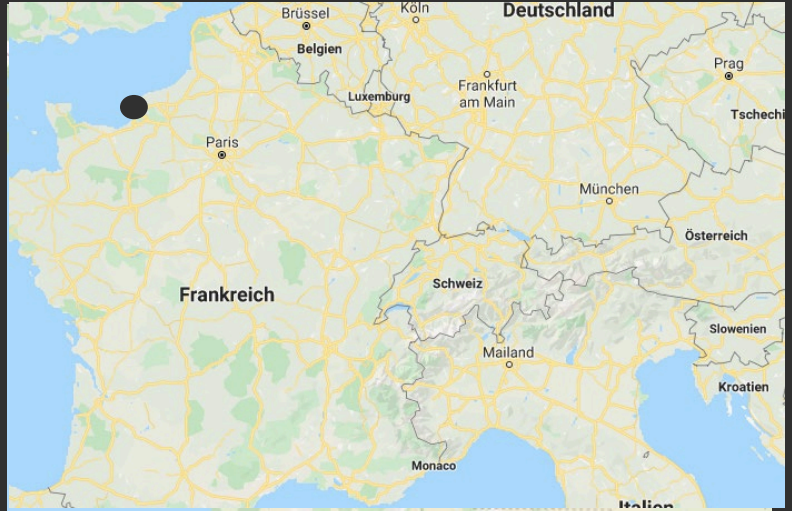 Brüssel
Köln
Deutschland
Belgien
Prag
Frankfurt
am Main
Luxemburg
Tschechi
Paris
München
Österreich
Schweiz
Frankreich
Slowenien
Mailand
Kroatien
Monaco
Italien